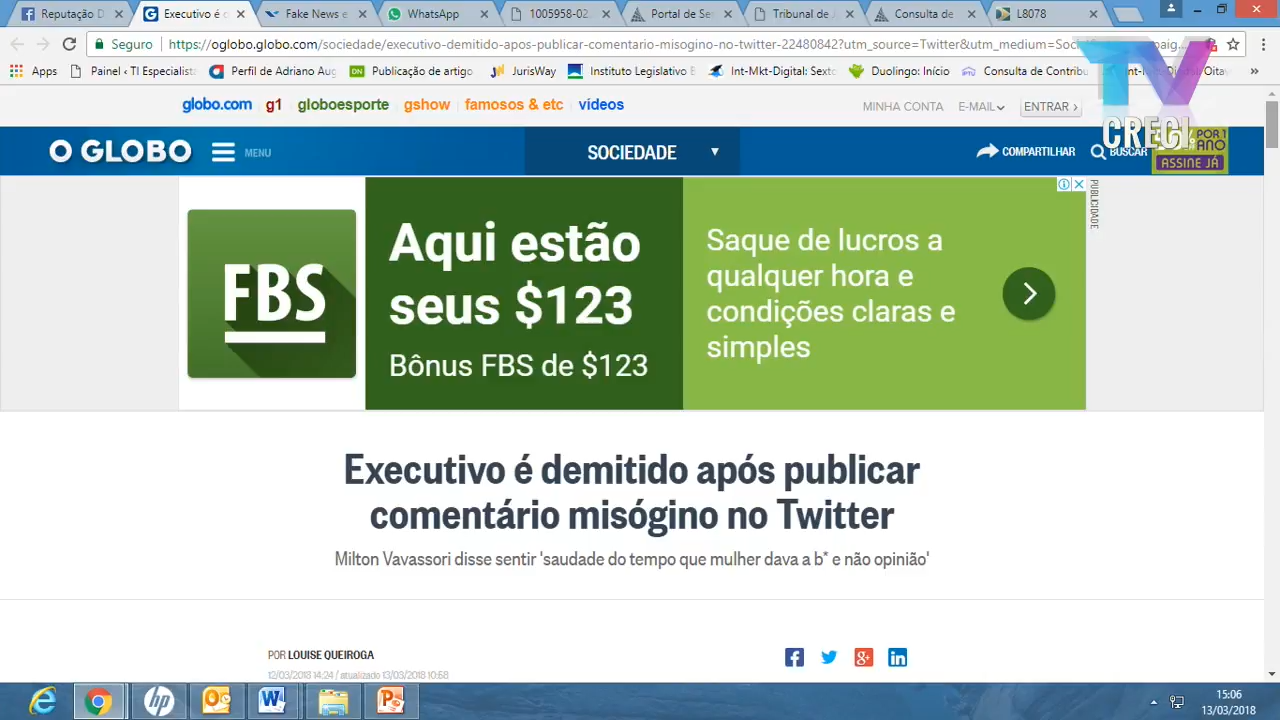 Reputação D
Executivo é d
Fake News e
WhatsApp
1005958-02.
Portal de Se
Tribunal de
Consulta de
L8078
Seguro
https://oglobo.globo.com/sociedade/executivo-demitido-apos-publicar-comentario-misogino-no-twitter-22480842?utm_source=Twitter&utm_medium=Soci
Apps
Painel ‹ TI Especialist
Perfil de Adriano Aug
Publicação de artigo
JurisWay
Instituto Legislativo B
Int-Mkt-Digital: Sexto
Duolingo: Início
Consulta de Contribu
TV
CRECI
globo.com
g1
globoesporte
gshow
famosos & etc
vídeos
MINHA CONTA
E-MAIL
ENTRAR ›
O GLOBO
MENU
SOCIEDADE
COMPARTILHAR
BUSCAR
POR 1
ANO
ASSINE JÁ
PUBLICIDADE
FBS
Aqui estão
seus $123
Bônus FBS de $123
Saque de lucros a
qualquer hora e
condições claras e
simples
Executivo é demitido após publicar
comentário misógino no Twitter
Milton Vavassori disse sentir 'saudade do tempo que mulher dava a b* e não opinião'
POR LOUISE QUEIROGA
12/03/2018 14:24 / atualizado 13/03/2018 10:58
15:06
13/03/2018